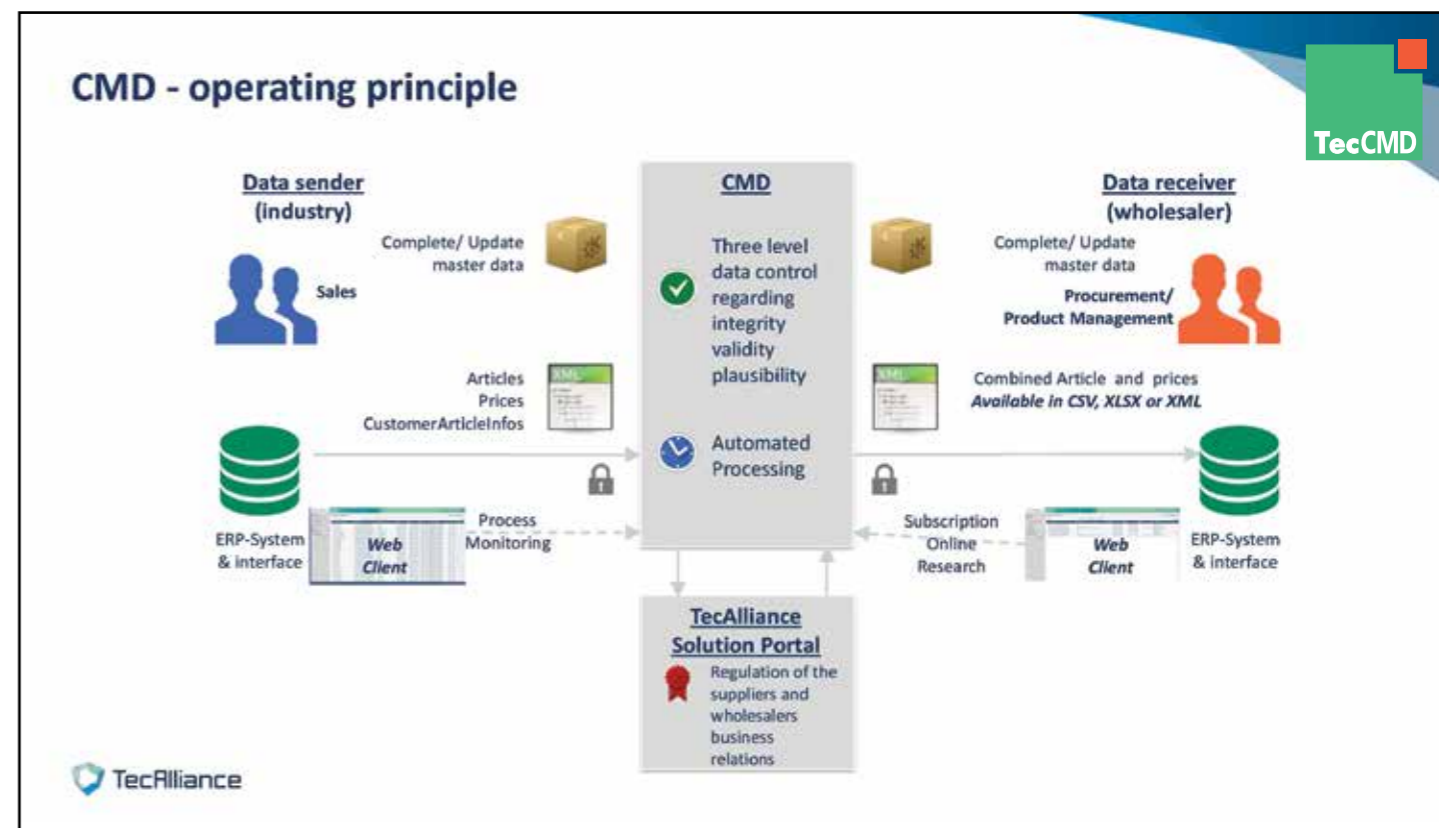 CMD - operating principle
TecCMD
Data sender
(industry)
Complete/ Update
master data
Sales
Articles
Prices
CustomerArticleInfos
XML
ERP-System
& interface
Web
Client
Process
Monitoring
CMD
Three level
data control
regarding
integrity
validity
plausibility
Automated
Processing
Data receiver
(wholesaler)
Complete/ Update
master data
Procurement/
Product Management
XML
Combined Article and prices
Available in CSV, XLSX or XML
Subscription
Online
Research
Web
Client
ERP-System
& interface
TecAlliance
Solution Portal
Regulation of the
suppliers and
wholesalers
business
relations
TecAlliance